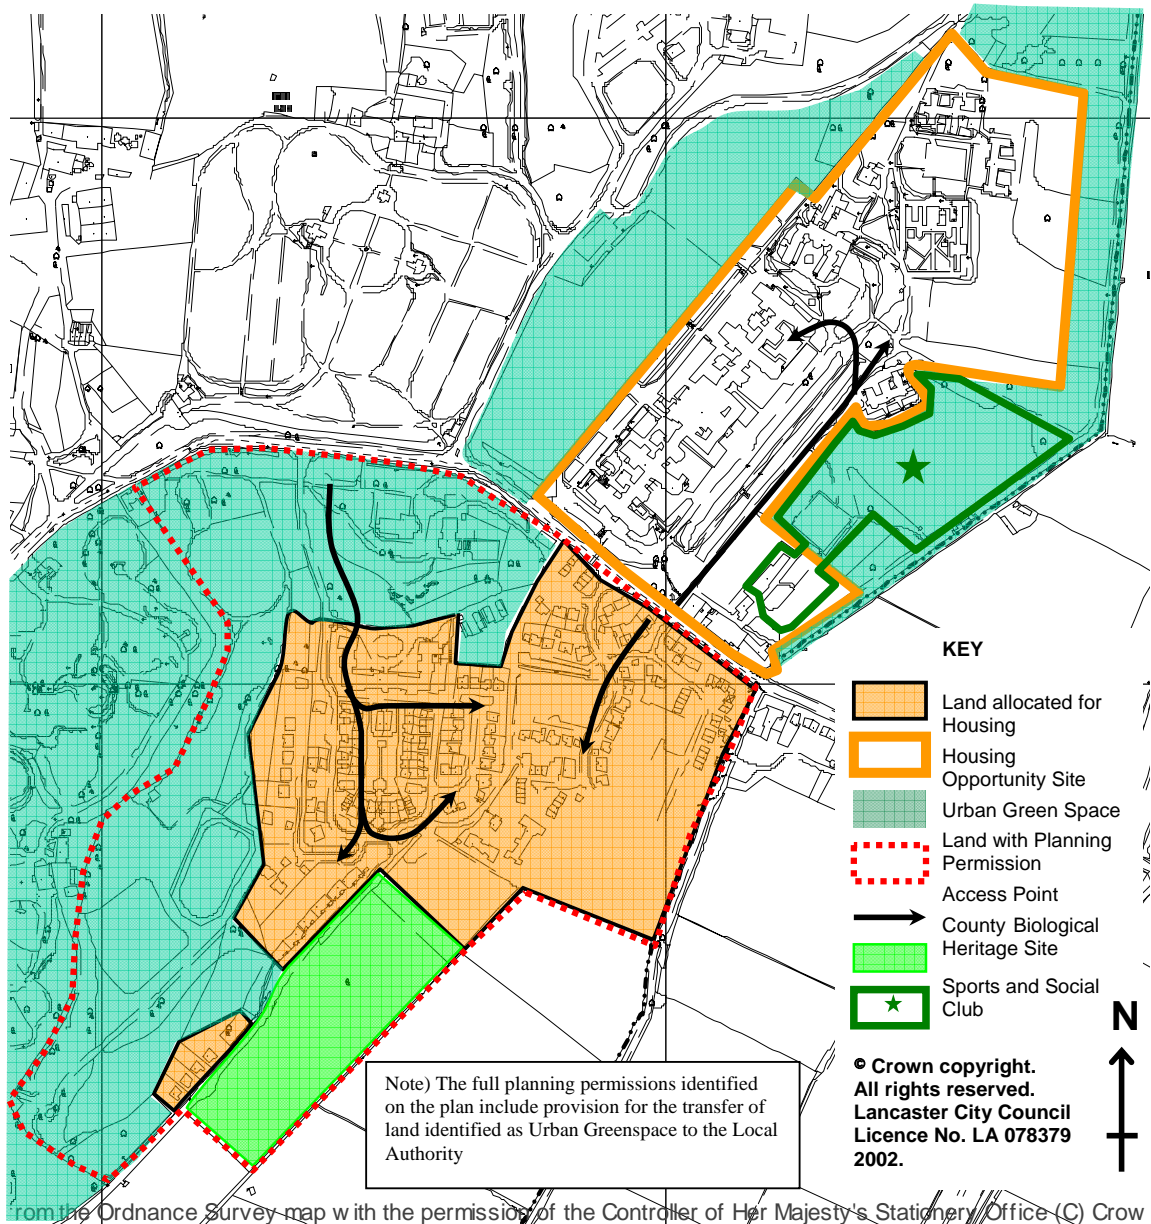 KEY
Land allocated for
Housing
Housing
Opportunity Site
Urban Green Space
Land with Planning
Permission
Access Point
County Biological
Heritage Site
Sports and Social
Club
N
© Crown copyright.
All rights reserved.
Lancaster City Council
Licence No. LA 078379
2002.
Note) The full planning permissions identified
on the plan include provision for the transfer of
land identified as Urban Greenspace to the Local
Authority
rom the Ordnance Survey map with the permission of the Controller of Her Majesty's Stationery Office (C) Crow